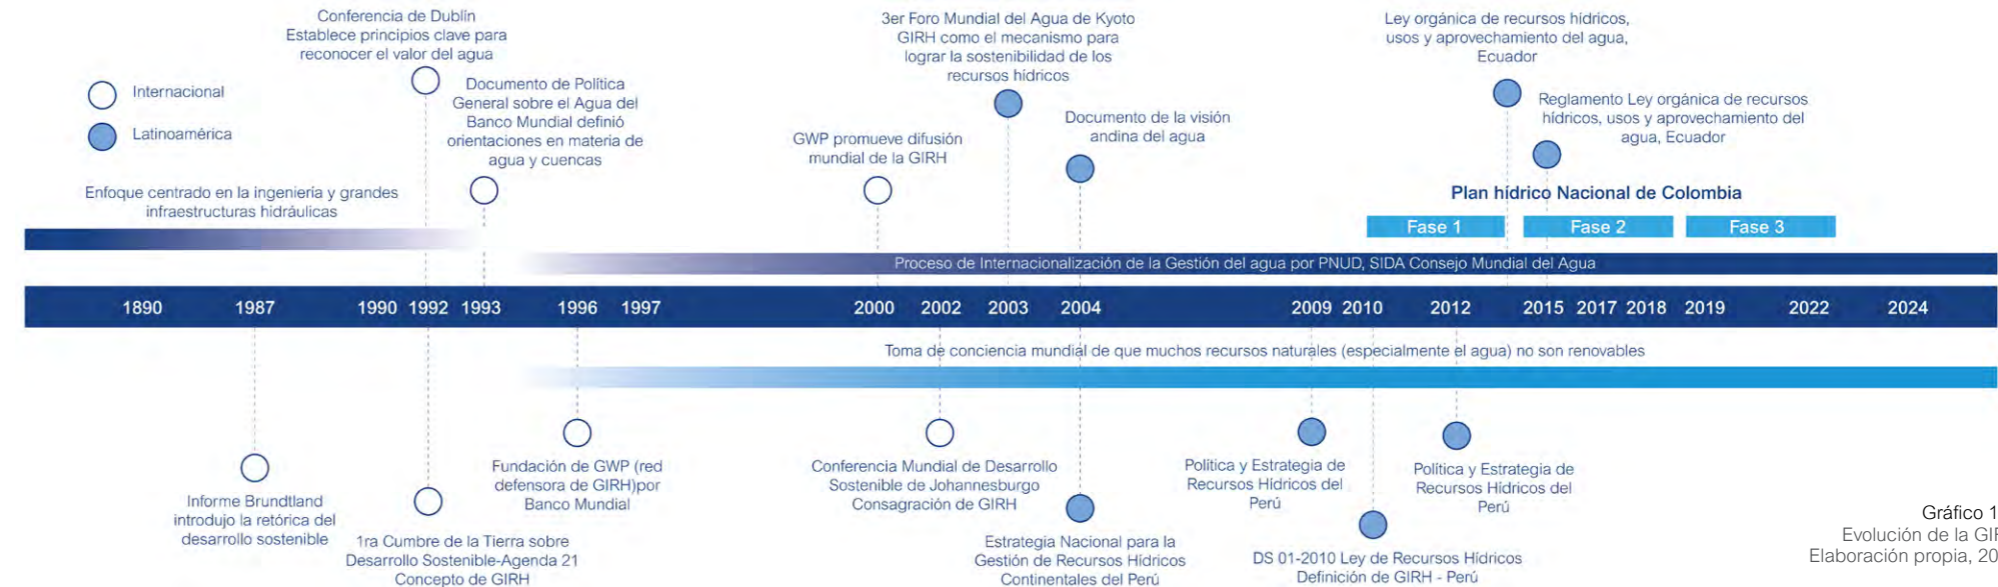 Conferencia de Dublín
Establece principios clave para
reconocer el valor del agua
3er Foro Mundial del Agua de Kyoto
GIRH como el mecanismo para
lograr la sostenibilidad de los
recursos hídricos
Ley orgánica de recursos hídricos,
usos y aprovechamiento del agua,
Ecuador
Internacional
Latinoamérica
Documento de Política
General sobre el Agua del
Banco Mundial definió
orientaciones en materia de
agua y cuencas
GWP promueve difusión
mundial de la GIRH
Documento de la visión
andina del agua
Reglamento Ley orgánica de recursos
hídricos, usos y aprovechamiento del
agua, Ecuador
Enfoque centrado en la ingeniería y grandes
infraestructuras hidráulicas
Plan hídrico Nacional de Colombia
Fase 1 Fase 2 Fase 3
Proceso de Internacionalización de la Gestión del agua por PNUD, SIDA Consejo Mundial del Agua
1890 1987 1990 1992 1993 1996 1997 2000 2002 2003 2004 2009 2010 2012 2015 2017 2018 2019 2022 2024
Toma de conciencia mundial de que muchos recursos naturales (especialmente el agua) no son renovables
Informe Brundtland
introdujo la retórica del
desarrollo sostenible
1ra Cumbre de la Tierra sobre
Desarrollo Sostenible-Agenda 21
Concepto de GIRH
Fundación de GWP (red
defensora de GIRH)por
Banco Mundial
Conferencia Mundial de Desarrollo
Sostenible de Johannesburgo
Consagración de GIRH
Estrategia Nacional para la
Gestión de Recursos Hídricos
Continentales del Perú
Política y Estrategia de
Recursos Hídricos del
Perú
DS 01-2010 Ley de Recursos Hídricos
Definición de GIRH - Perú
Política y Estrategia de
Recursos Hídricos del
Perú
Gráfico 1
Evolución de la
Elaboración propia,